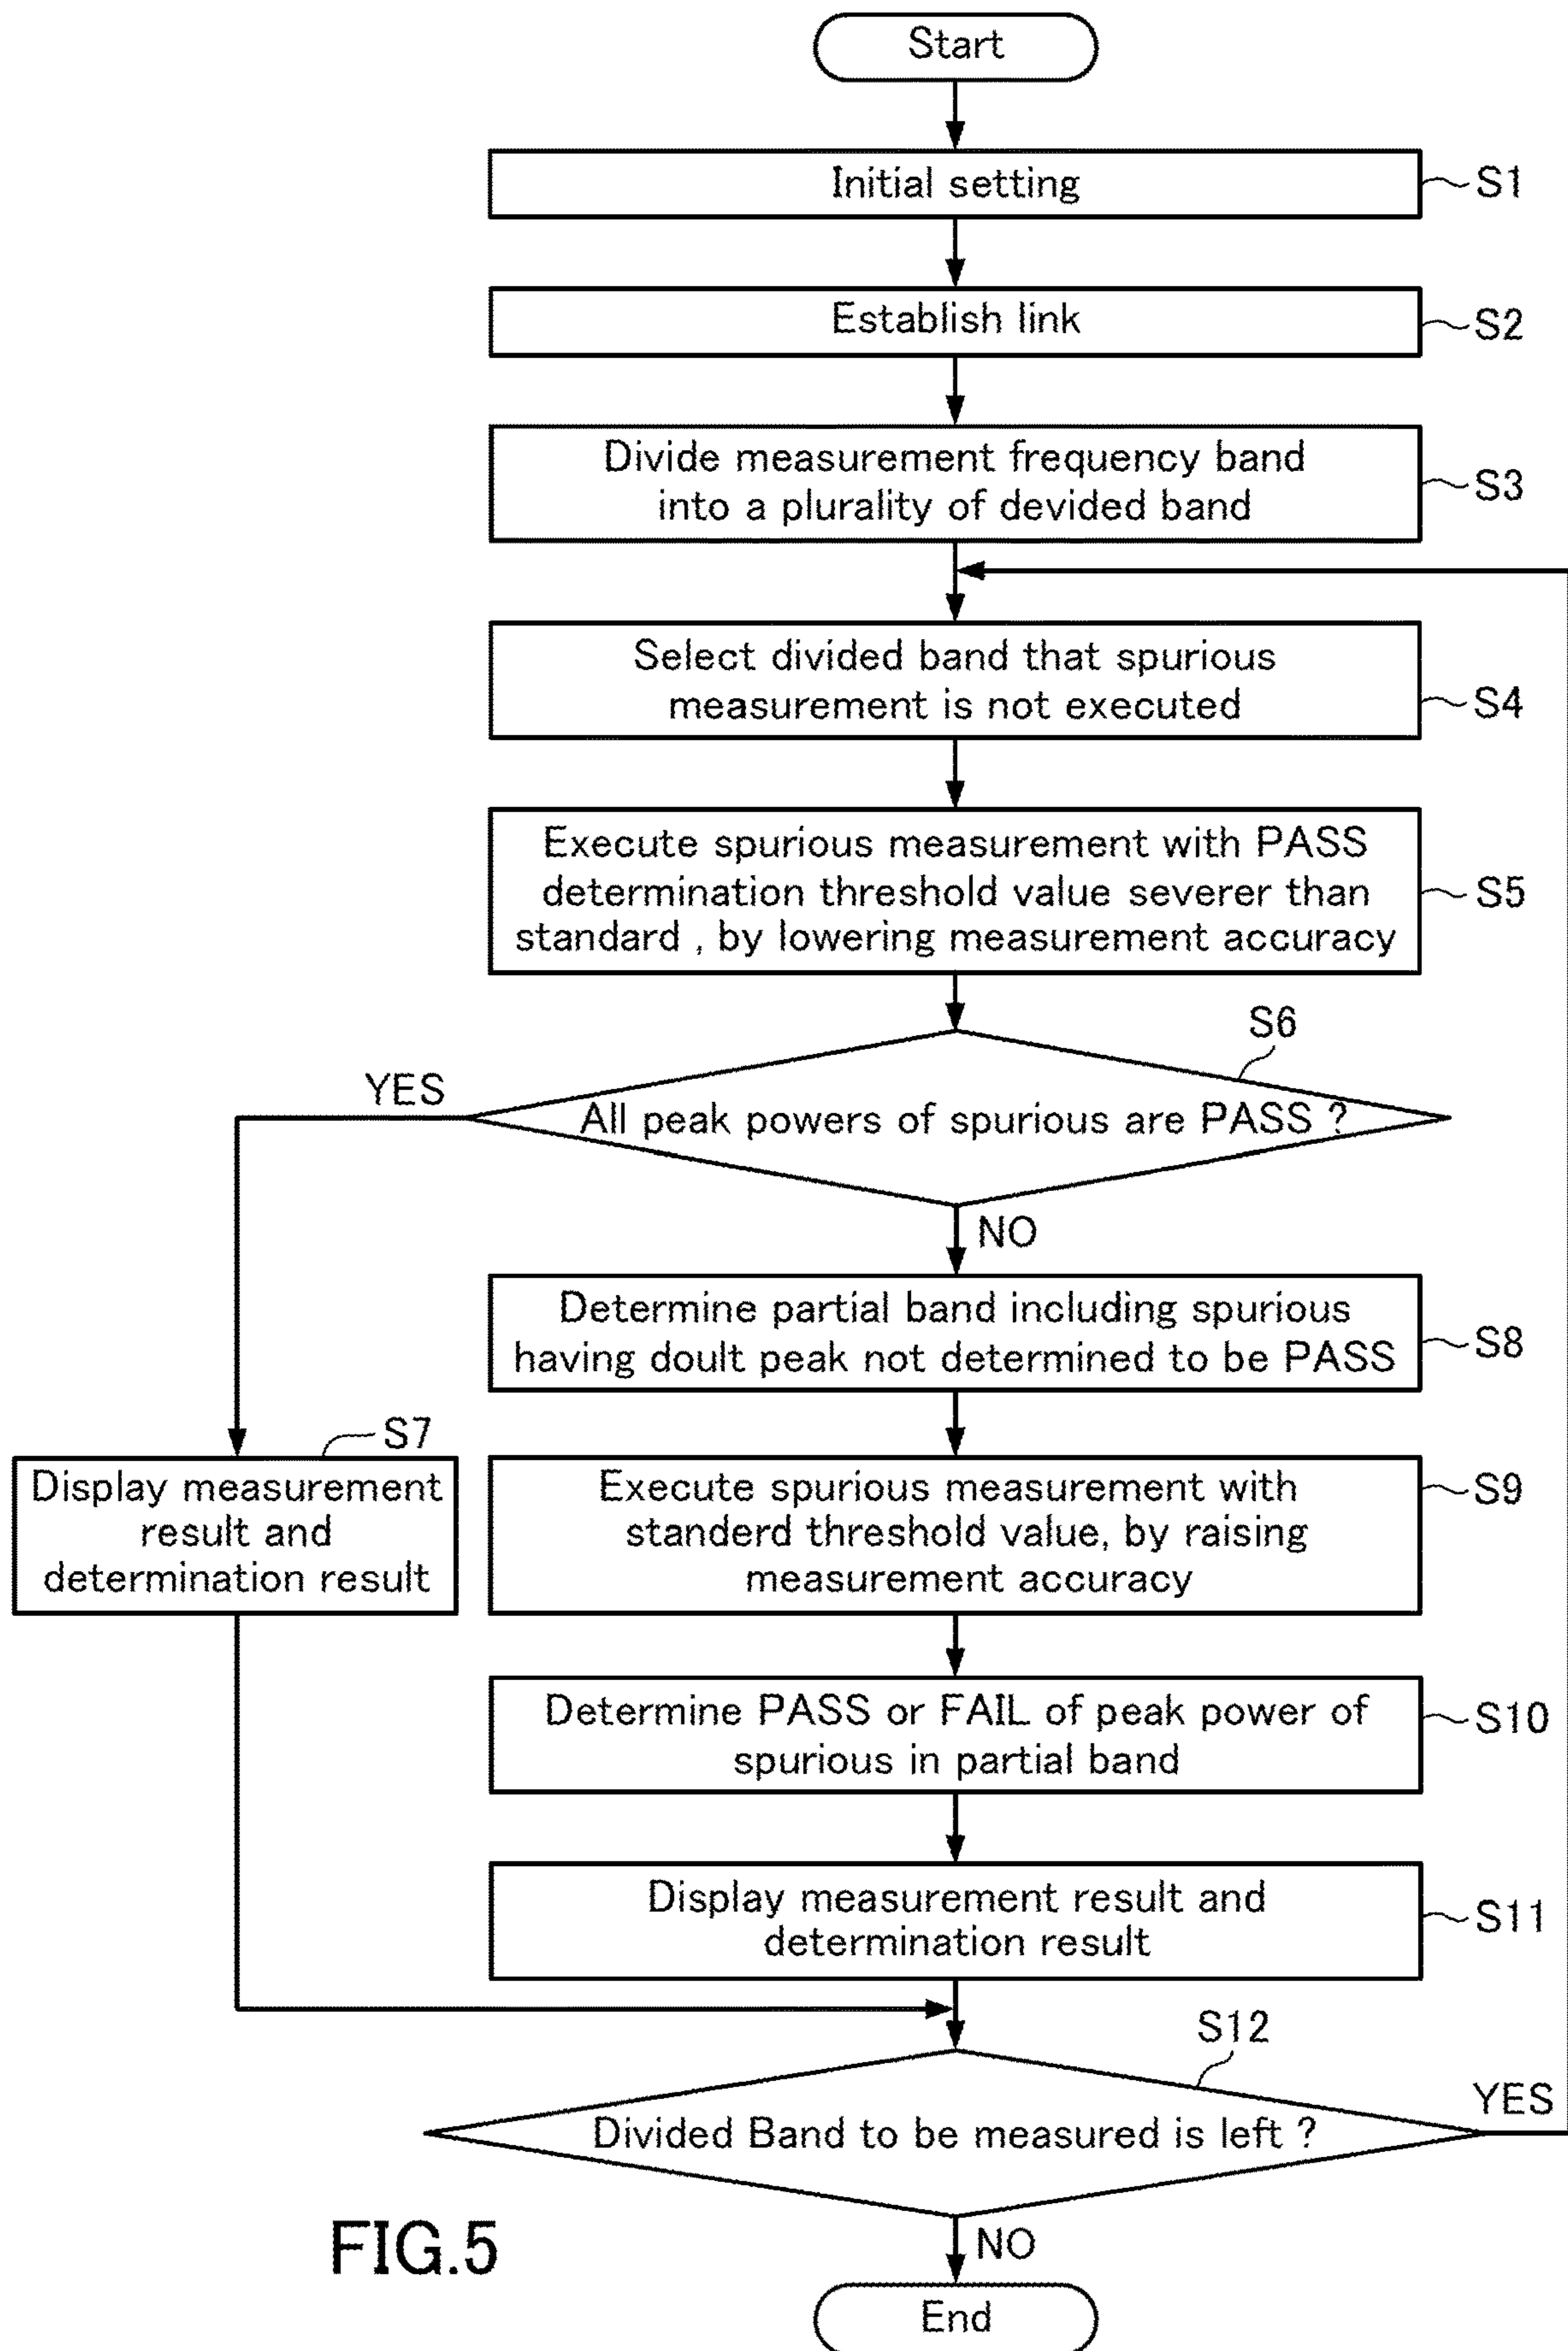 Start
Initial setting
S1
Establish link
S2
Divide measurement frequency band
into a plurality of devided band
S3
Select divided band that spurious
measurement is not executed
S4
Execute spurious measurement with PASS
determination threshold value severer than
standard , by lowering measurement accuracy
S5
S6
YES
All peak powers of spurious are PASS ?
NO
Determine partial band including spurious
having doult peak not determined to be PASS
S8
S7
Display measurement
result and
determination result
Execute spurious measurement with
standerd threshold value, by raising
measurement accuracy
S9
Determine PASS or FAIL of peak power of
spurious in partial band
S10
Display measurement result and
determination result
S11
S12
YES
Divided Band to be measured is left ?
NO
FIG.5
End